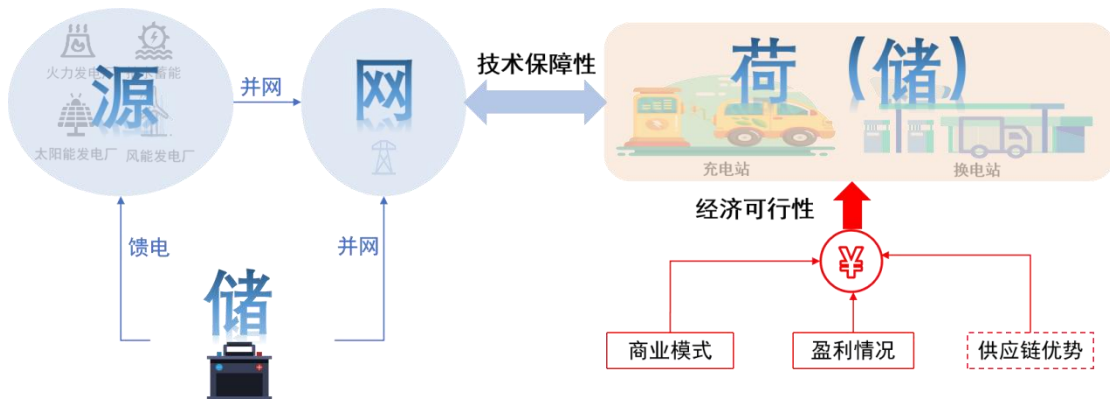 火力发电厂
蓄能
源
太阳能发电厂
风能发电厂
并网
网
技术保障性
荷（储）
充电站
换电站
馈电
并网
储
经济可行性
¥
商业模式
盈利情况
供应链优势